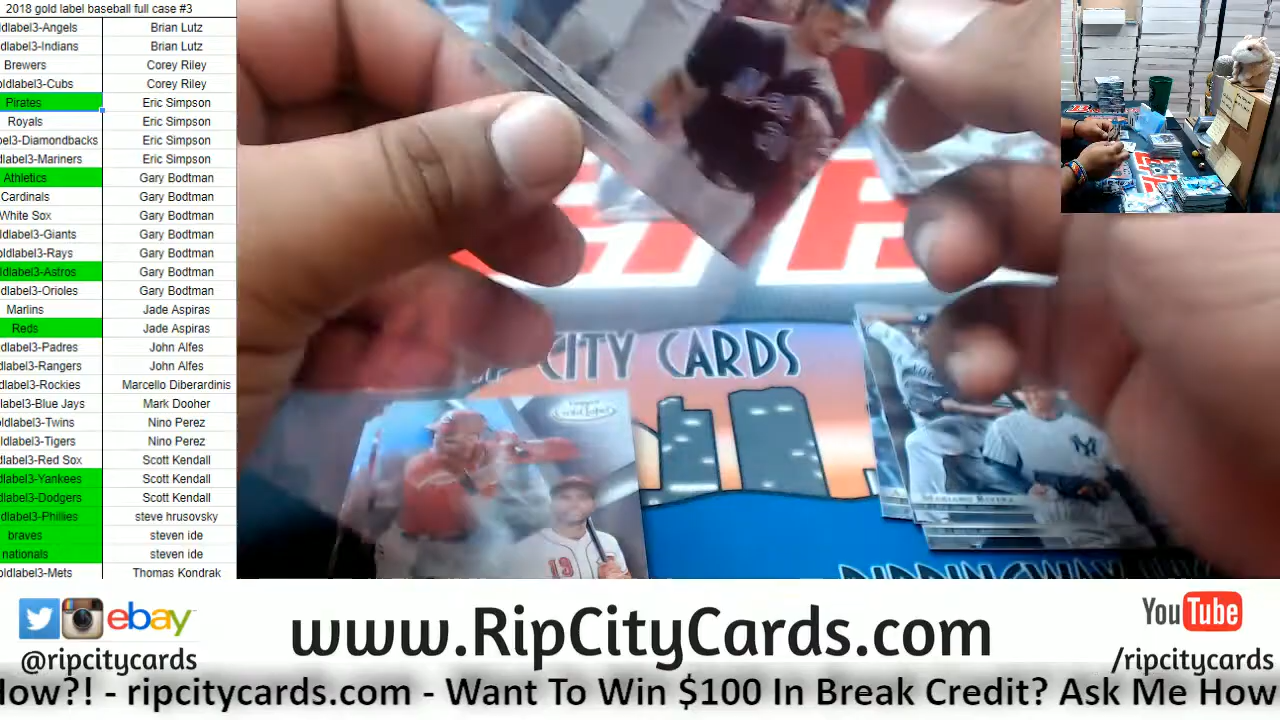 2018 gold label baseball full case #3
dlabel3-Angels Brian Lutz
dlabel3-Indians Brian Lutz
Brewers Corey Riley
oldlabel3-Cubs Corey Riley
Pirates Eric Simpson
Royals Eric Simpson
bel3-Diamondbacks Eric Simpson
dlabel3-Mariners Eric Simpson
Athletics Gary Bodtman
Cardinals Gary Bodtman
White Sox Gary Bodtman
ldlabel3-Giants Gary Bodtman
oldlabel3-Rays Gary Bodtman
ldlabel3-Astros Gary Bodtman
dlabel3-Orioles Gary Bodtman
Marlins Jade Aspiras
Reds Jade Aspiras
dlabel3-Padres John Alfes
dlabel3-Rangers John Alfes
dlabel3-Rockies Marcello Diberardinis
dlabel3-Blue Jays Mark Dooher
oldlabel3-Twins Nino Perez
oldlabel3-Tigers Nino Perez
dlabel3-Red Sox Scott Kendall
dlabel3-Yankees Scott Kendall
dlabel3-Dodgers Scott Kendall
dlabel3-Phillies steve hrusovsky
braves steven ide
nationals steven ide
oldlabel3-Mets Thomas Kondrak
CITY CARDS
Mariano Rivera
13
ebay
@ripcitycards
www.RipCityCards.com
YouTube
/ripcitycards
How?! - ripcitycards.com - Want To Win $100 In Break Credit? Ask Me How